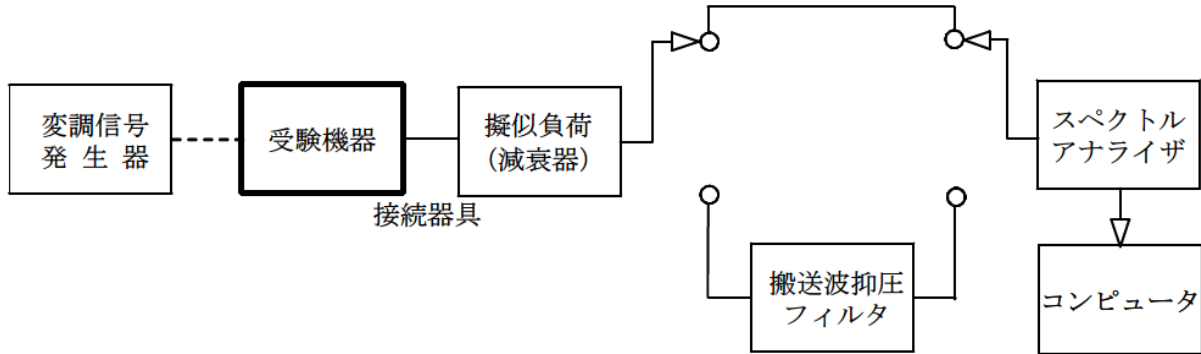 変調信号
発生器
受験機器
接続器具
擬似負荷
(減衰器)
搬送波抑圧
フィルタ
スペクトル
アナライザ
コンピュータ